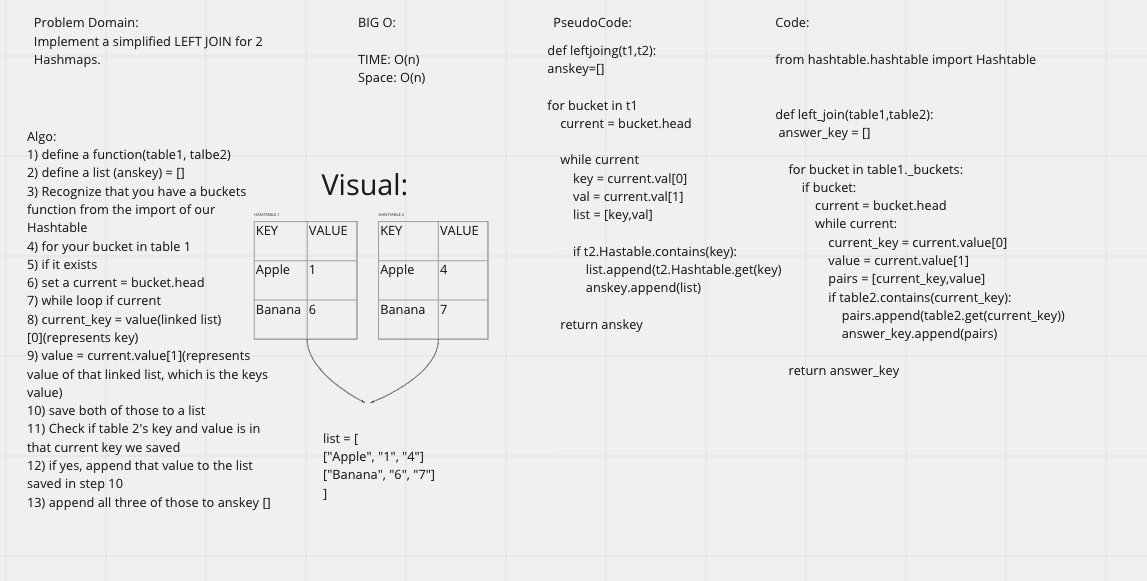 Problem Domain:
Implement a simplified LEFT JOIN for 2
Hashmaps.
Algo:
1) define a function(table1, talbe2)
2) define a list (anskey) = []
3) Recognize that you have a buckets
function from the import of our
Hashtable
4) for your bucket in table 1
5) if it exists
6) set a current = bucket.head
7) while loop if current
8) current_key = value(linked list)
[0](represents key)
9) value = current.value[1](represents
value of that linked list, which is the keys
value)
10) save both of those to a list
11) Check if table 2's key and value is in
that current key we saved
12) if yes, append that value to the list
saved in step 10
13) append all three of those to anskey []
BIG O:
TIME: O(n)
Space: O(n)
Visual:
HASHTABLE 1
KEY VALUE
Apple 1
Banana 6
HASHTABLE 2
KEY VALUE
Apple 4
Banana 7
list = [
["Apple", "1", "4"]
["Banana", "6", "7"]
]
PseudoCode:
def leftjoing(t1,t2):
anskey=[]
for bucket in t1
current = bucket.head
while current
key = current.val[0]
val = current.val[1]
list = [key,val]
if t2.Hastable.contains(key):
list.append(t2.Hashtable.get(key)
anskey.append(list)
return anskey
Code:
from hashtable.hashtable import Hashtable
def left_join(table1,table2):
answer_key = []
for bucket in table1._buckets:
if bucket:
current = bucket.head
while current:
current_key = current.value[0]
value = current.value[1]
pairs = [current_key,value]
if table2.contains(current_key):
pairs.append(table2.get(current_key))
answer_key.append(pairs)
return answer_key